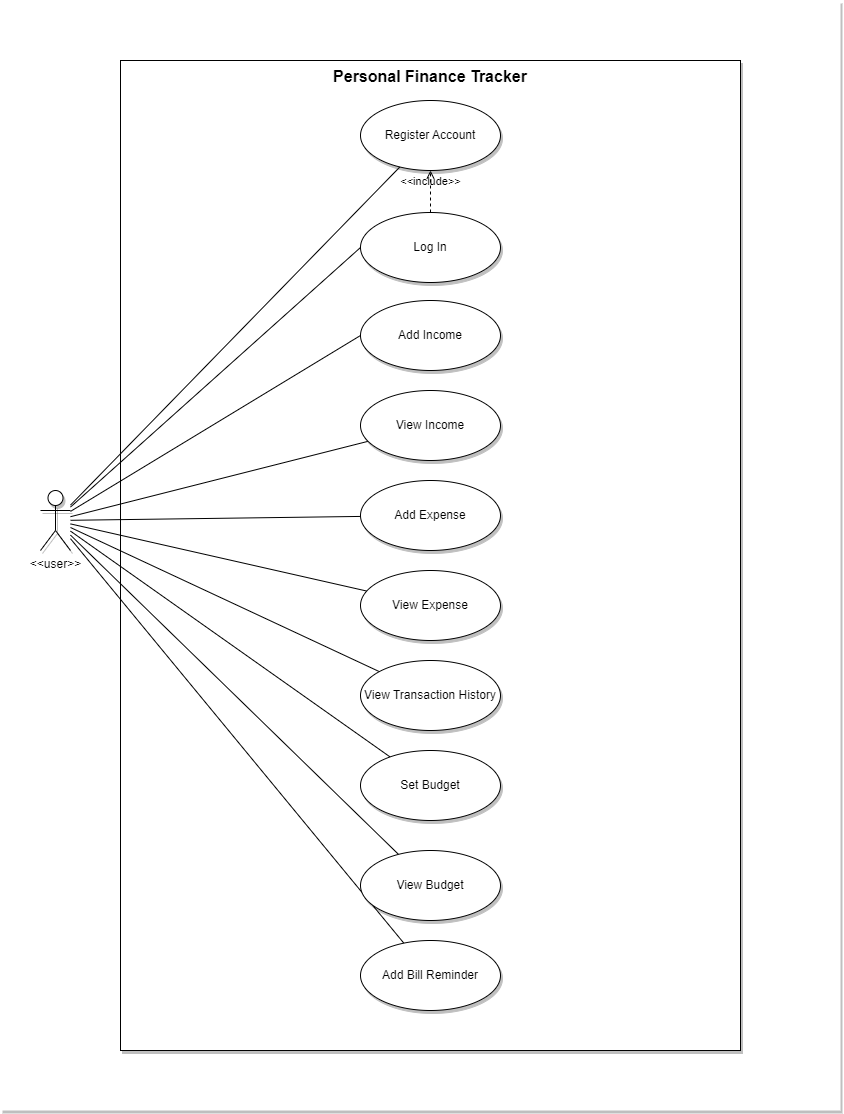 Personal Finance Tracker
Register Account
<<include>>
Log In
Add Income
View Income
Add Expense
<<user>>
View Expense
View Transaction History
Set Budget
View Budget
Add Bill Reminder